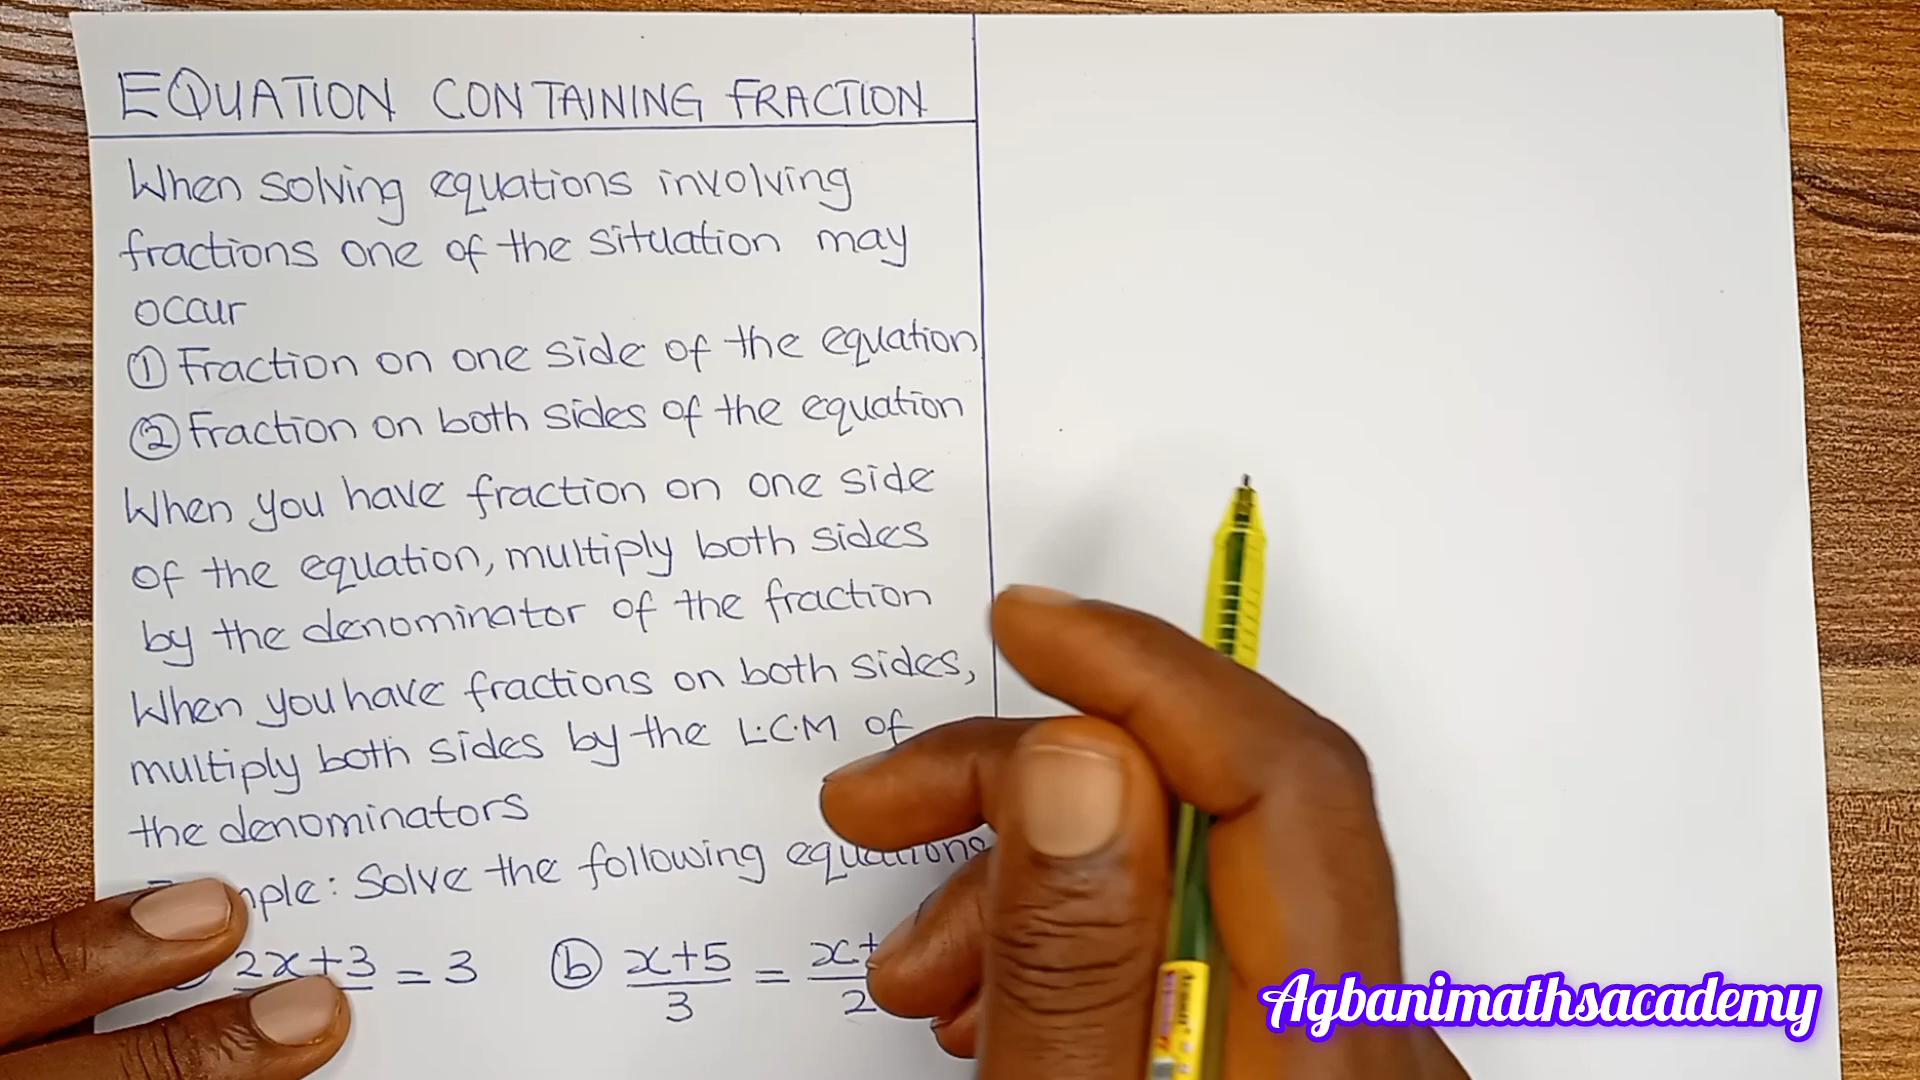 EQUATION CONTAINING FRACTION
When solving equations involving
fractions one of the situation may
occur
① Fraction on one side of the equation
② Fraction on both sides of the equation
When you have fraction on one side
of the equation, multiply both sides
by the denominator of the fraction
When you have fractions on both sides,
multiply both sides by the L.C.M of
the denominators
: Solve the following equations
2x+3 = 3 ⓑ x+5 = x+
3 2
Agbanimathsacademy